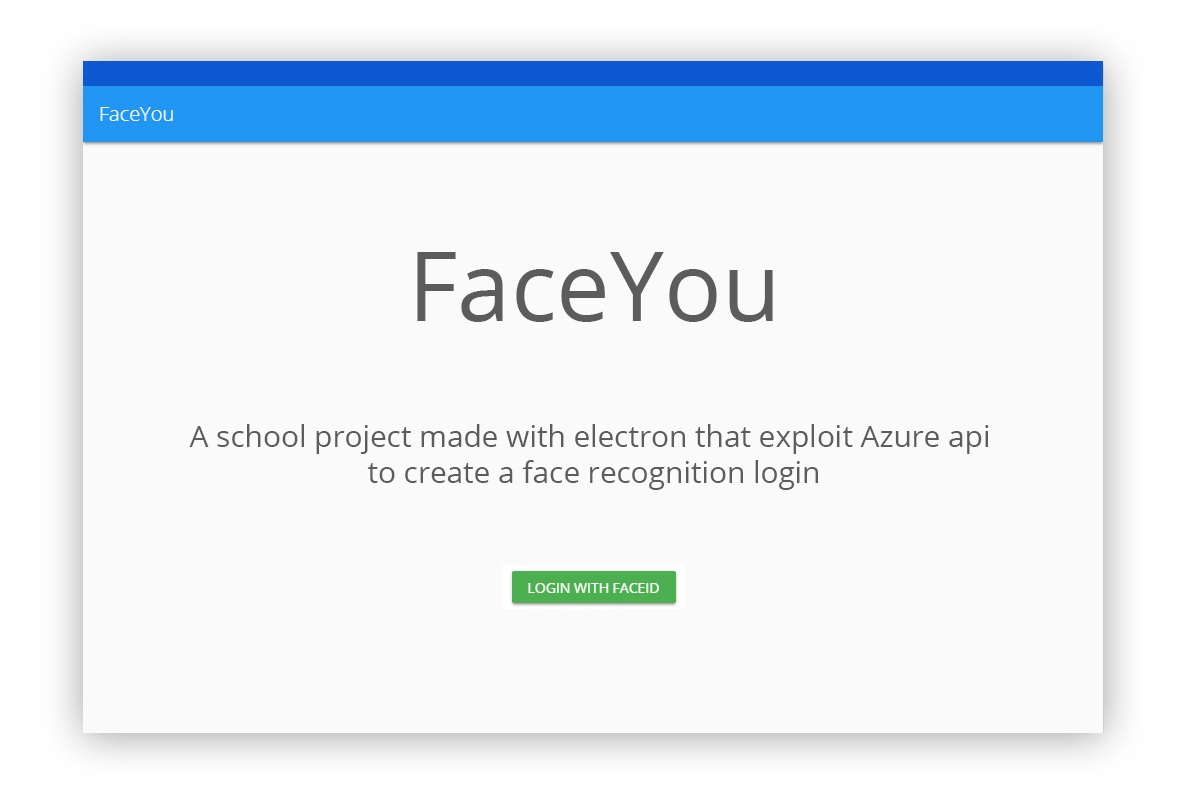 FaceYou
FaceYou
A school project made with electron that exploit Azure api
to create a face recognition login
LOGIN WITH FACEID